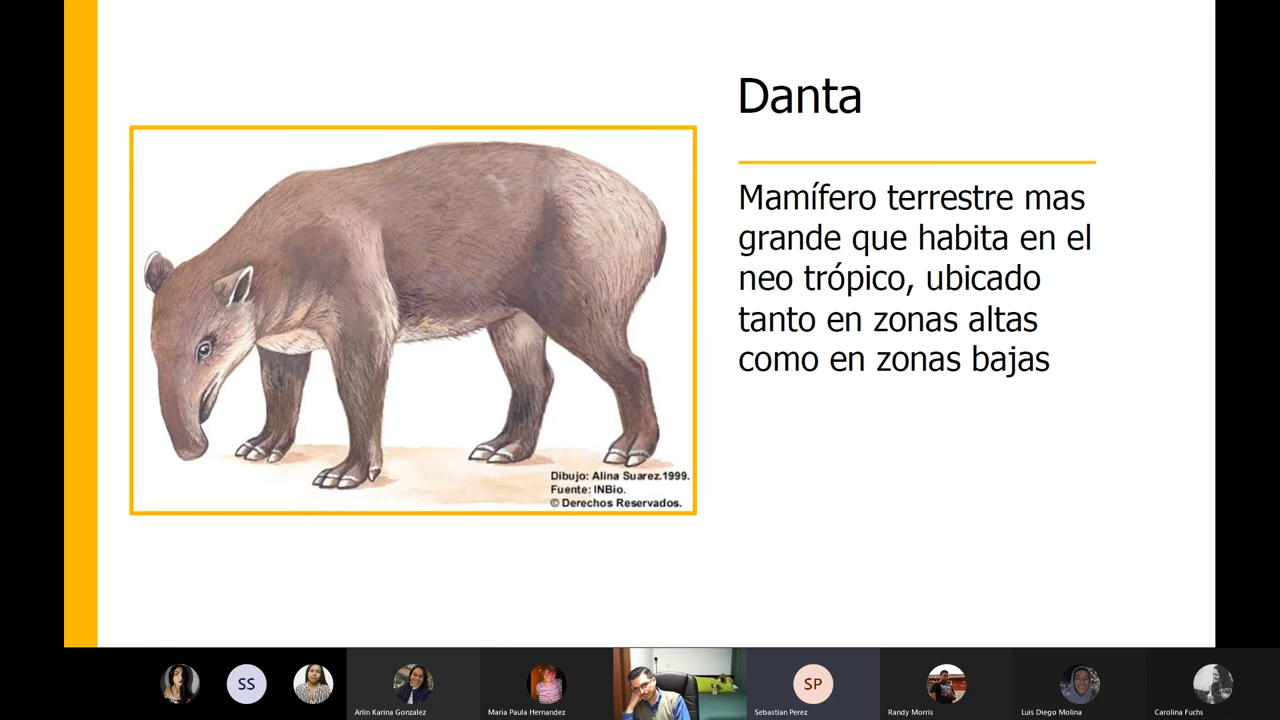 Danta
Mamífero terrestre mas
grande que habita en el
neo trópico, ubicado
tanto en zonas altas
como en zonas bajas
Dibujo: Alina Suarez.1999.
Fuente: INBio.
© Derechos Reservados.
SS
SP
Arlin Karina Gonzalez
Maria Paula Hernandez
Sebastian Perez
Randy Morris
Luis Diego Molina
Carolina Fuchs